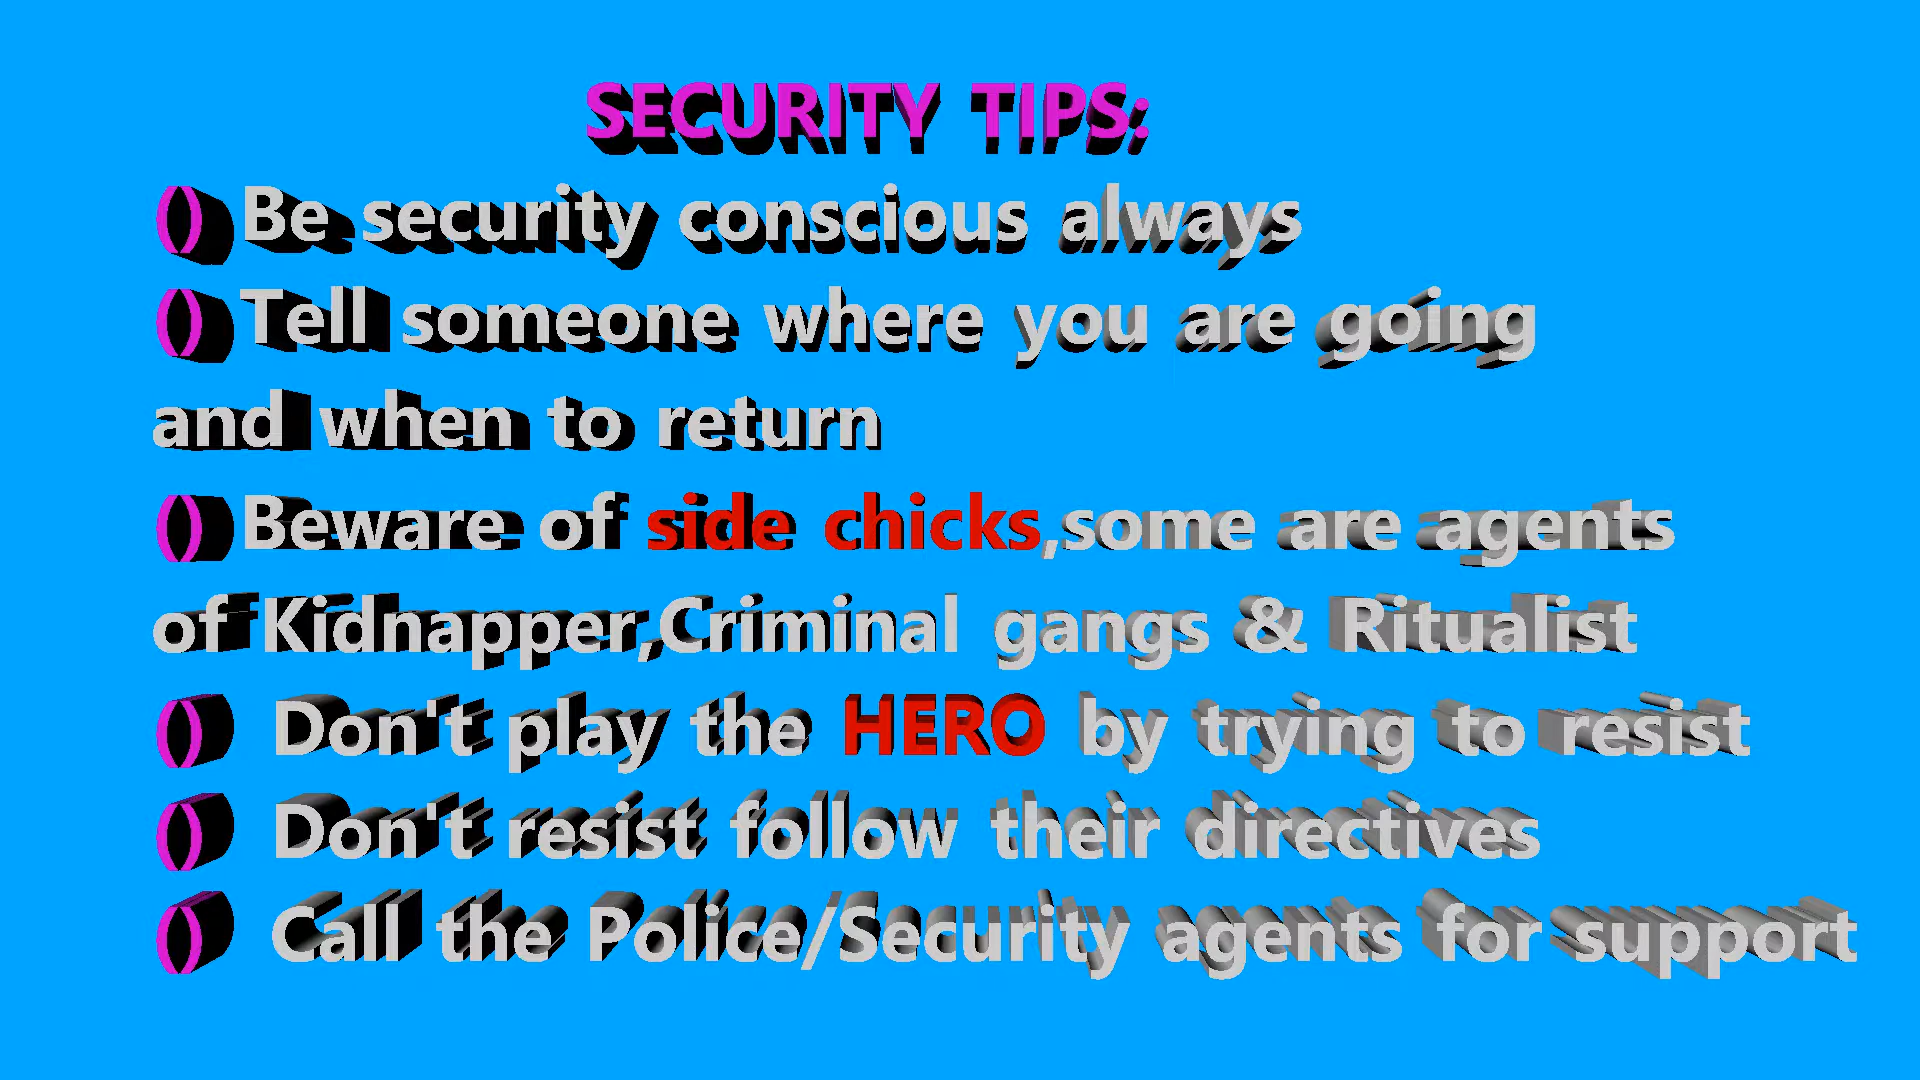 SECURITY TIPS:
() Be security conscious always
() Tell someone where you are going
and when to return
() Beware of side chicks,some are agents
of Kidnapper,Criminal gangs & Ritualist
() Don't play the HERO by trying to resist
() Don't resist follow their directives
() Call the Police/Security agents for support